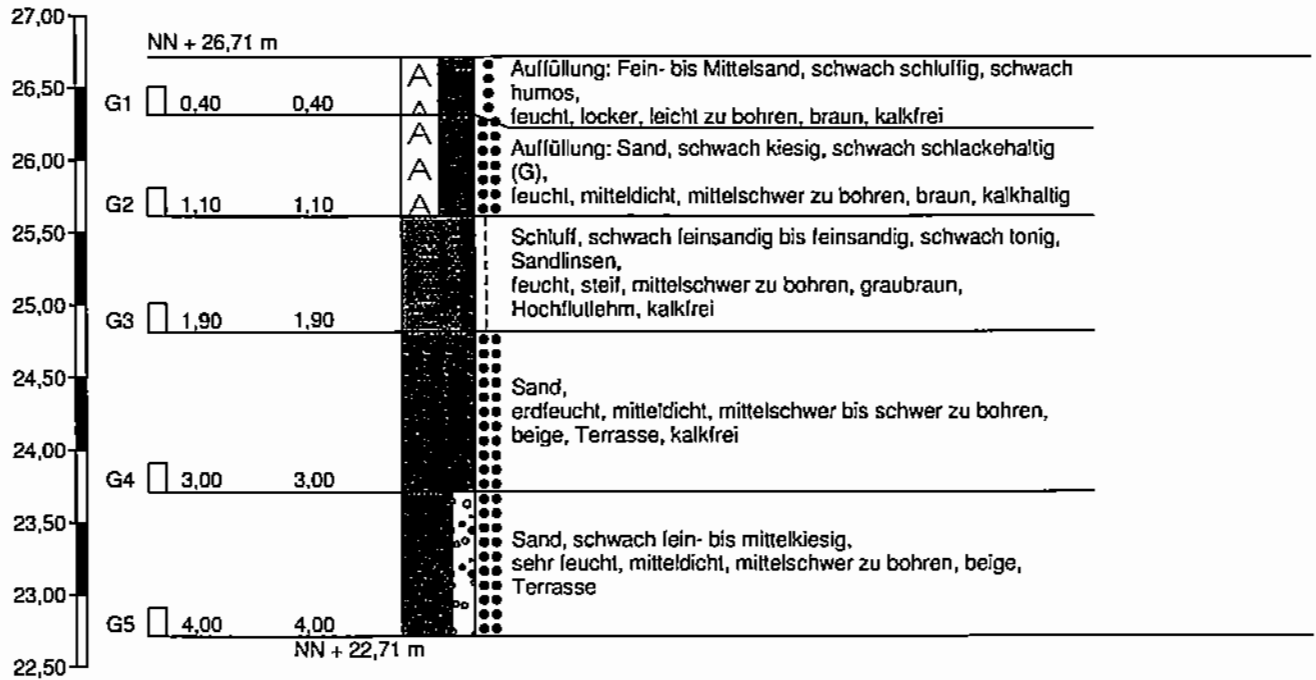 27,00
NN + 26,71 m
A
Auffüllung: Fein- bis Mittelsand, schwach schluffig, schwach
humos,
feucht, locker, leicht zu bohren, braun, kalkfrei
26,50
G1 0,40 0,40
A
A
Auffüllung: Sand, schwach kiesig, schwach schlackehaltig
(G),
feucht, mitteldicht, mittelschwer zu bohren, braun, kalkhaltig
26,00
A
G2 1,10 1,10
A
25,50
Schluff, schwach feinsandig bis feinsandig, schwach tonig,
Sandlinsen,
feucht, steif, mittelschwer zu bohren, graubraun,
Hochflutlehm, kalkfrei
25,00
G3 1,90 1,90
24,50
Sand,
erdfeucht, mitteldicht, mittelschwer bis schwer zu bohren,
beige, Terrasse, kalkfrei
24,00
G4 3,00 3,00
23,50
Sand, schwach fein- bis mittelkiesig,
sehr feucht, mitteldicht, mittelschwer zu bohren, beige,
Terrasse
23,00
G5 4,00 4,00
NN + 22,71 m
22,50